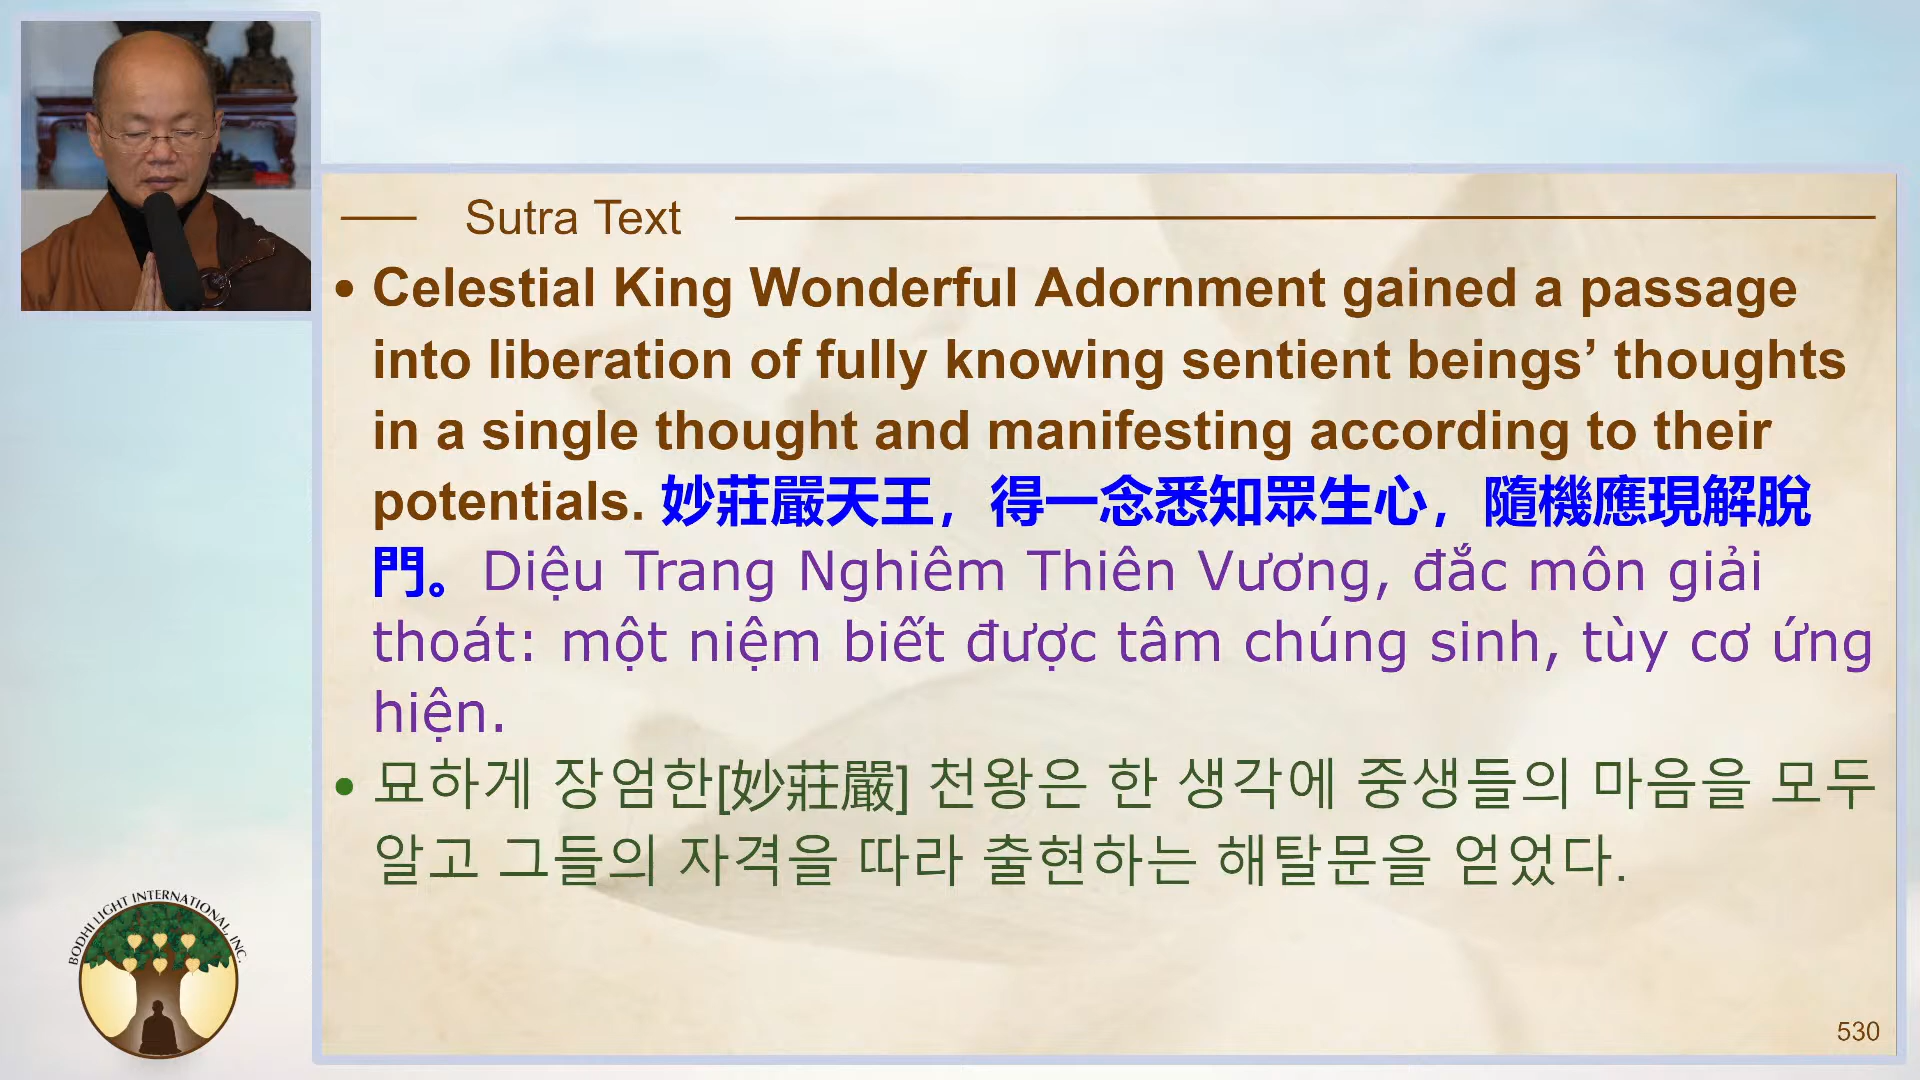 Sutra Text
• Celestial King Wonderful Adornment gained a passage
into liberation of fully knowing sentient beings’ thoughts
in a single thought and manifesting according to their
potentials. 妙莊嚴天王，得一念悉知眾生心，隨機應現解脫
門。Diệu Trang Nghiêm Thiên Vương, đắc môn giải
thoát: một niệm biết được tâm chúng sinh, tùy cơ ứng
hiện.
• 묘하게 장엄한[妙莊嚴] 천왕은 한 생각에 중생들의 마음을 모두
알고 그들의 자격을 따라 출현하는 해탈문을 얻었다.
BODHI LIGHT INTERNATIONAL, INC.
530